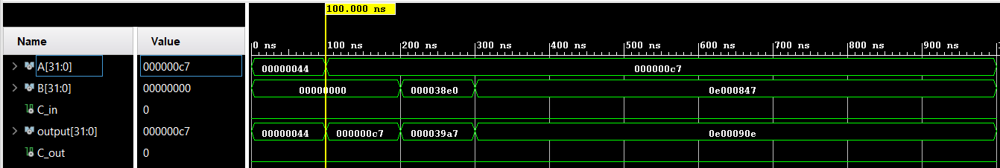 100.000 ns
Name Value
0 ns 100 ns 200 ns 300 ns 400 ns 500 ns 600 ns 700 ns 800 ns 900 ns
A[31:0] 000000c7 00000044 000000c7
B[31:0] 00000000 00000000 000038e0 0e000847
C_in 0
output[31:0] 000000c7 00000044 000000c7 000039a7 0e00090e
C_out 0